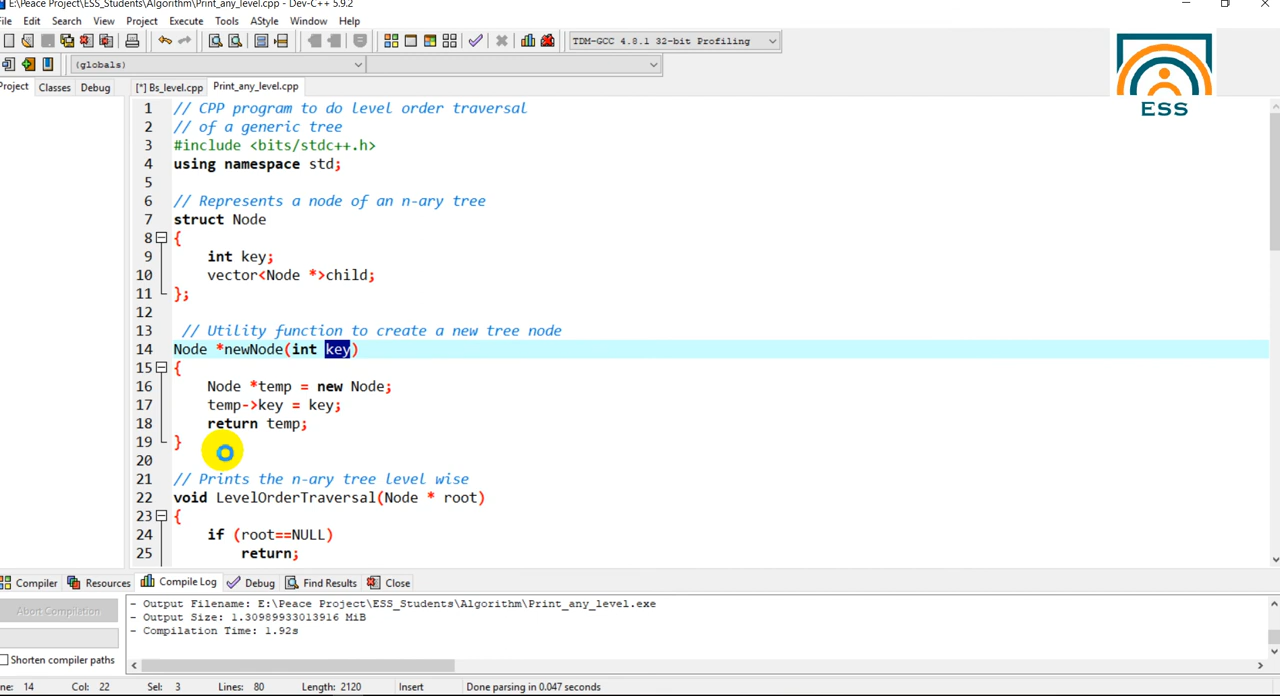 E:\Peace Project\ESS_Students\Algorithm\Print_any_level.cpp - Dev-C++ 5.9.2
File Edit Search View Project Execute Tools AStyle Window Help
TDM-GCC 4.8.1 32-bit Profiling
(globals)
Project Classes Debug [*] Bs_level.cpp Print_any_level.cpp
ESS
1 // CPP program to do level order traversal
2 // of a generic tree
3 #include <bits/stdc++.h>
4 using namespace std;
5
6 // Represents a node of an n-ary tree
7 struct Node
8 {
9 int key;
10 vector<Node *>child;
11 };
12
13 // Utility function to create a new tree node
14 Node *newNode(int key)
15 {
16 Node *temp = new Node;
17 temp->key = key;
18 return temp;
19 }
20
21 // Prints the n-ary tree level wise
22 void LevelOrderTraversal(Node * root)
23 {
24 if (root==NULL)
25 return;
Compiler Resources Compile Log Debug Find Results Close
Abort Compilation
Shorten compiler paths
- Output Filename: E:\Peace Project\ESS_Students\Algorithm\Print_any_level.exe
- Output Size: 1.30989933013916 MiB
- Compilation Time: 1.92s
ne: 14 Col: 22 Sel: 3 Lines: 80 Length: 2120 Insert Done parsing in 0.047 seconds